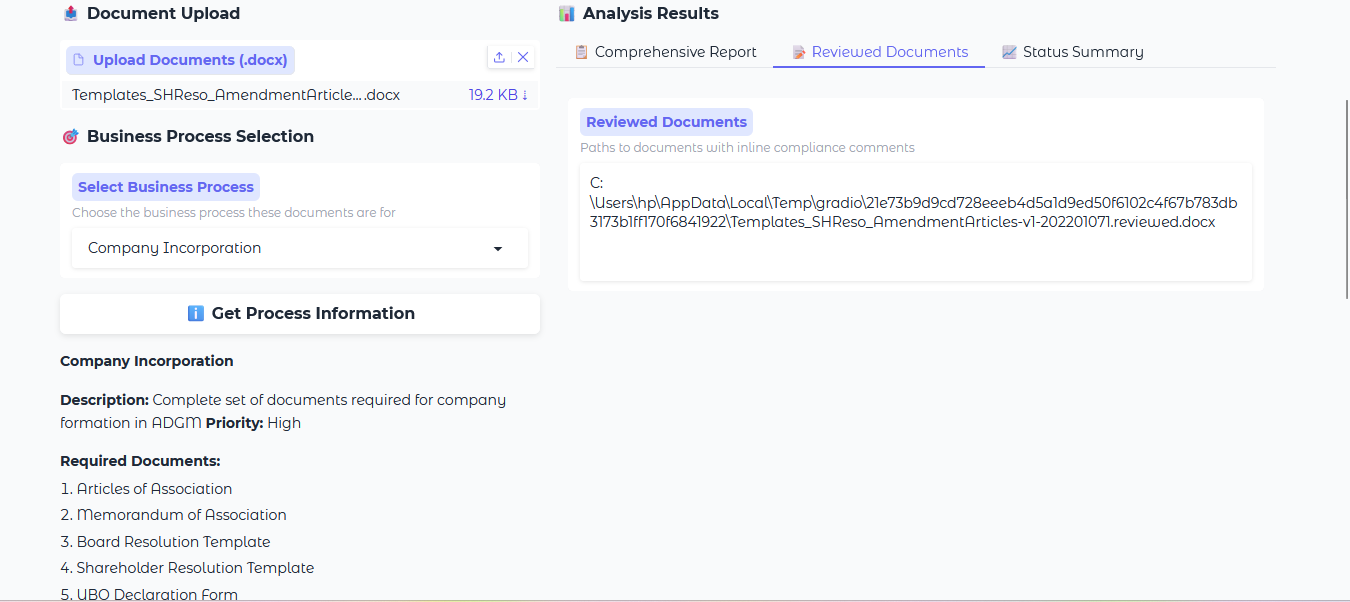 Document Upload
Upload Documents (.docx)
Templates_SHReso_AmendmentArticle....docx 19.2 KB ↓
Business Process Selection
Select Business Process
Choose the business process these documents are for
Company Incorporation
Get Process Information
Company Incorporation
Description: Complete set of documents required for company
formation in ADGM Priority: High
Required Documents:
1. Articles of Association
2. Memorandum of Association
3. Board Resolution Template
4. Shareholder Resolution Template
5. UBO Declaration Form
Analysis Results
Comprehensive Report Reviewed Documents Status Summary
Reviewed Documents
Paths to documents with inline compliance comments
C:
\Users\hp\AppData\Local\Temp\gradio\21e73b9d9cd728eeeb4d5a1d9ed50f6102c4f67b783db
3173b1ff170f6841922\Templates_SHReso_AmendmentArticles-v1-202201071.reviewed.docx